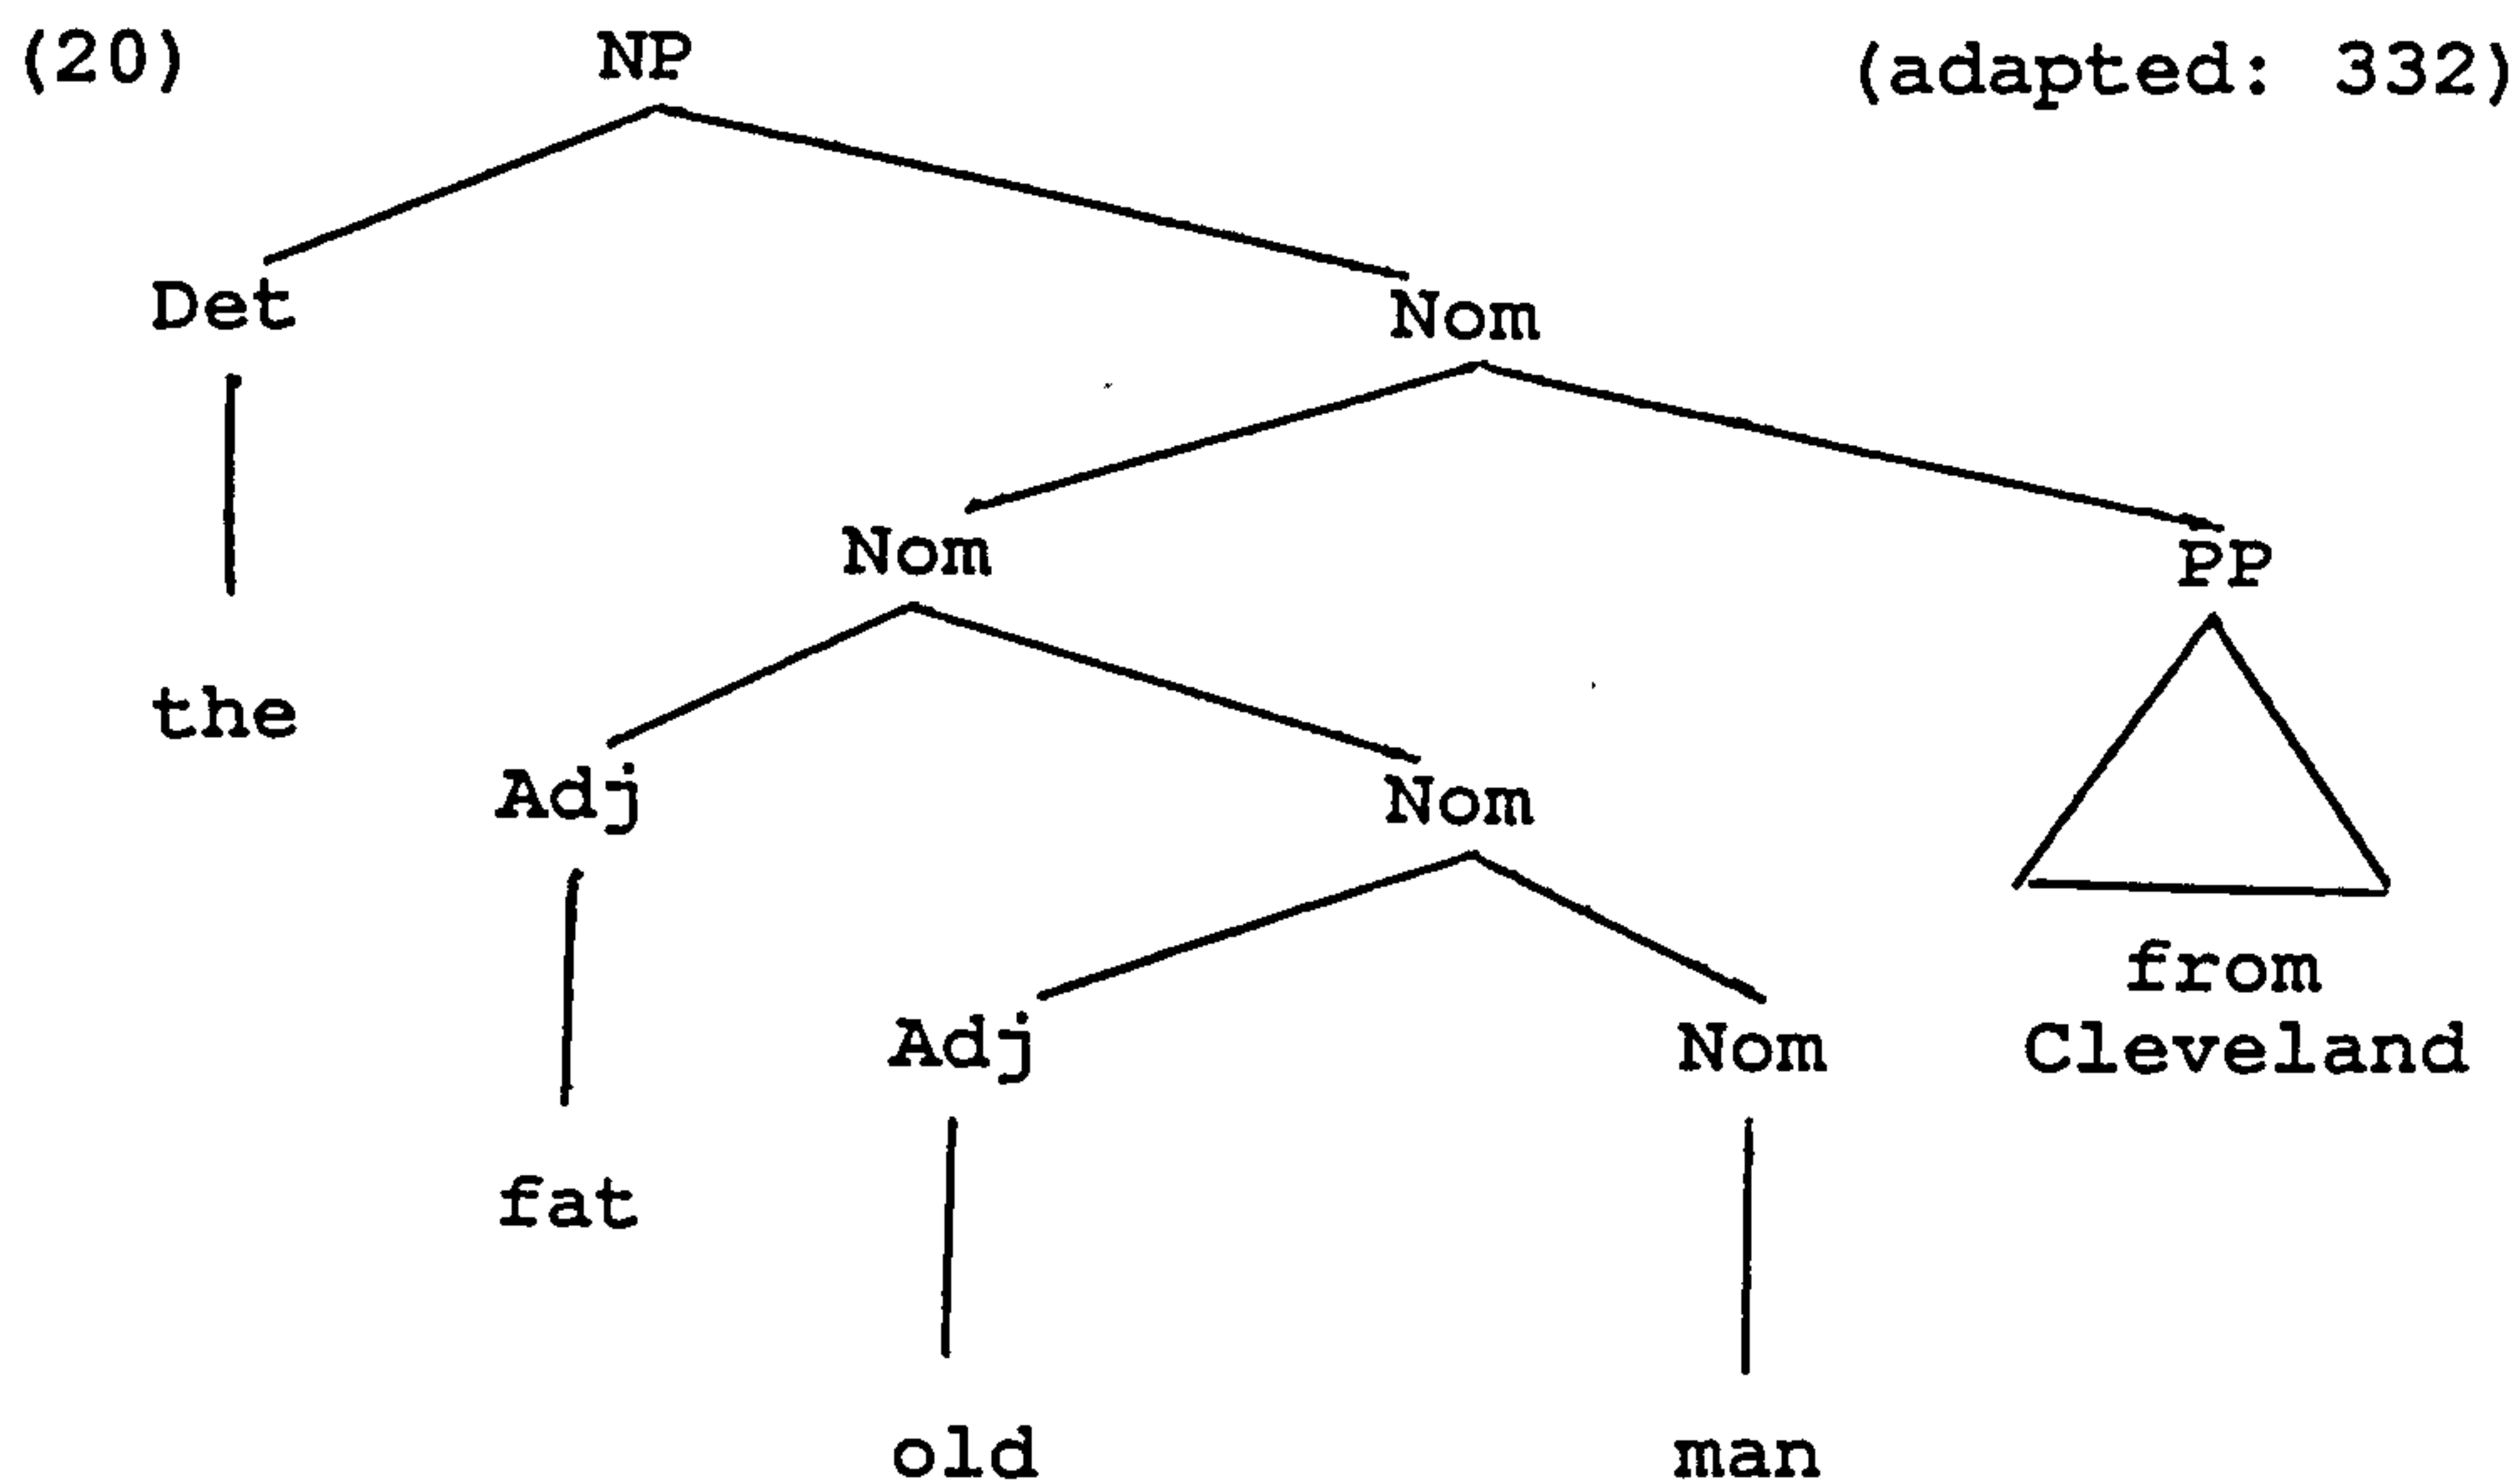 (20) NP (adapted: 332)
Det Nom
Nom PP
the Adj Nom
from
Adj Nom Cleveland
fat
old man